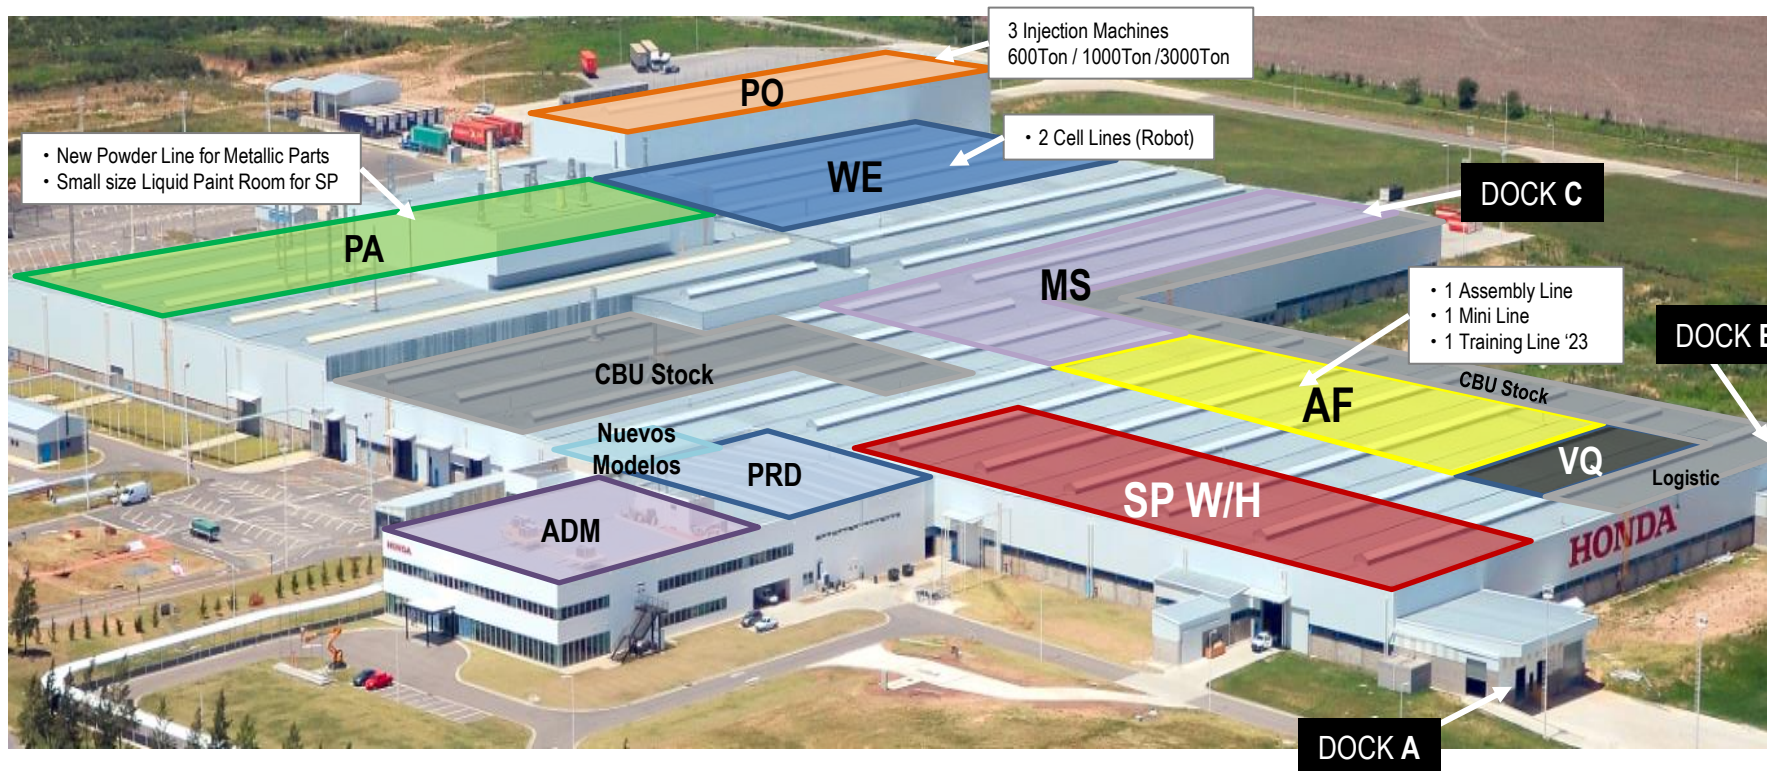 3 Injection Machines
600Ton / 1000Ton /3000Ton
PO
• New Powder Line for Metallic Parts
• Small size Liquid Paint Room for SP
• 2 Cell Lines (Robot)
WE
DOCK C
PA
MS
• 1 Assembly Line
• 1 Mini Line
• 1 Training Line ‘23
DOCK B
CBU Stock
CBU Stock
AF
Nuevos
Modelos
PRD
VQ
Logistic
SP W/H
ADM
HONDA
HONDA
DOCK A